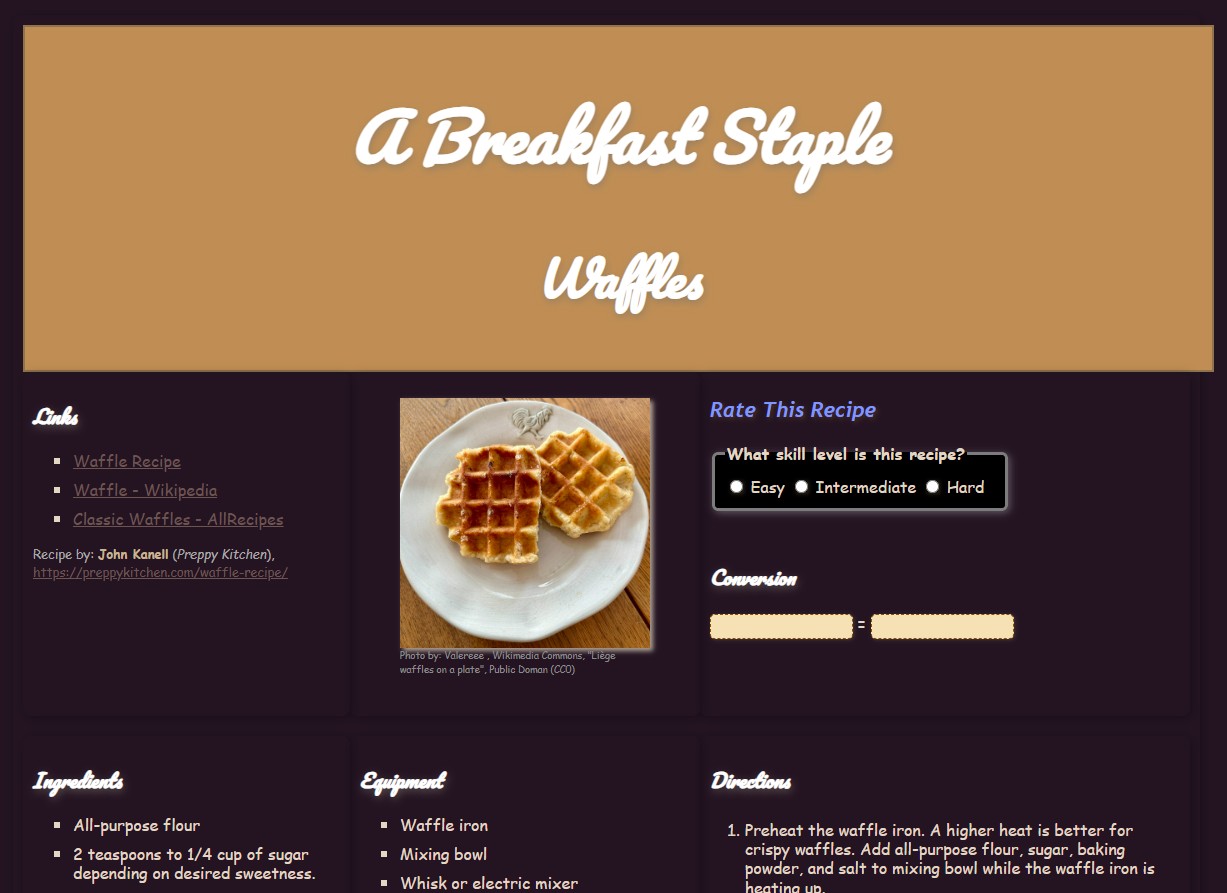 A Breakfast Staple
Waffles
Links
Waffle Recipe
Waffle - Wikipedia
Classic Waffles - AllRecipes
Recipe by: John Kanell (Preppy Kitchen),
https://preppykitchen.com/waffle-recipe/
Photo by: Valereee , Wikimedia Commons, "Liège
waffles on a plate", Public Doman (CC0)
Rate This Recipe
What skill level is this recipe?
Easy Intermediate Hard
Conversion
=
Ingredients
All-purpose flour
2 teaspoons to 1/4 cup of sugar
depending on desired sweetness.
Equipment
Waffle iron
Mixing bowl
Whisk or electric mixer
Directions
1. Preheat the waffle iron. A higher heat is better for
crispy waffles. Add all-purpose flour, sugar, baking
powder, and salt to mixing bowl while the waffle iron is
heating up.